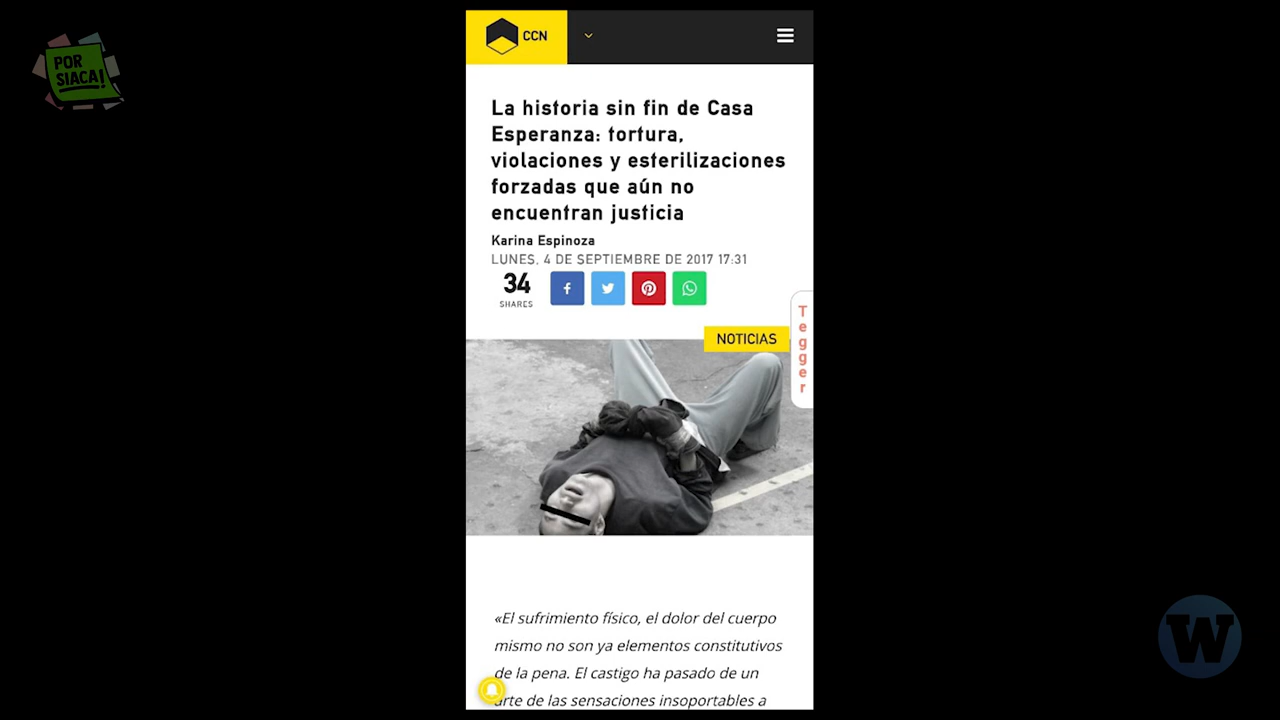 POR
SIACA!
CCN
La historia sin fin de Casa
Esperanza: tortura,
violaciones y esterilizaciones
forzadas que aún no
encuentran justicia
Karina Espinoza
LUNES, 4 DE SEPTIEMBRE DE 2017 17:31
34
SHARES
NOTICIAS
Tegger
«El sufrimiento físico, el dolor del cuerpo
mismo no son ya elementos constitutivos
de la pena. El castigo ha pasado de un
arte de las sensaciones insoportables a
W